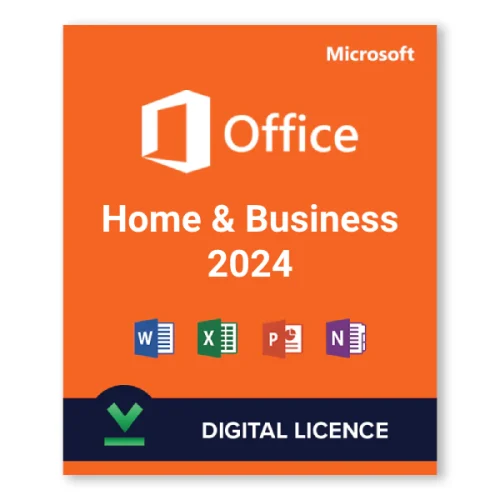 Microsoft
Office
Home & Business
2024
W X P N
DIGITAL LICENCE